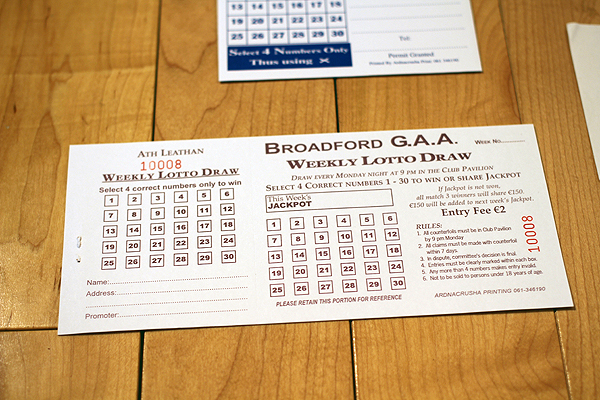 13 14 15 16 17 18
19 20 21 22 23 24
25 26 27 28 29 30
Select 4 Numbers Only
Thus using ✕
Tel:
Permit Granted
Printed By Ardnacrusha Print.
ATH LEATHAN
10008
WEEKLY LOTTO DRAW
Select 4 correct numbers only to win
1 2 3 4 5 6
7 8 9 10 11 12
13 14 15 16 17 18
19 20 21 22 23 24
25 26 27 28 29 30
Name:
Address:
Promoter:
BROADFORD G.A.A.
WEEK NO.
WEEKLY LOTTO DRAW
DRAW EVERY MONDAY NIGHT AT 9 PM IN THE CLUB PAVILION
SELECT 4 CORRECT NUMBERS 1 - 30 TO WIN OR SHARE JACKPOT
This Week's
JACKPOT
1 2 3 4 5 6
7 8 9 10 11 12
13 14 15 16 17 18
19 20 21 22 23 24
25 26 27 28 29 30
PLEASE RETAIN THIS PORTION FOR REFERENCE
If Jackpot is not won,
all match 3 winners will share €150.
€150 will be added to next week's Jackpot.
Entry Fee €2
RULES:
1. All counterfoils must be in Club Pavilion
by 9 pm Monday
2. All claims must be made with counterfoil
within 7 days.
3. In dispute, committee's decision is final.
4. Entries must be clearly marked within each box.
5. Any more than 4 numbers makes entry invalid.
6. Not to be sold to persons under 18 years of age.
10008
ARDNACRUSHA PRINTING 061-346190